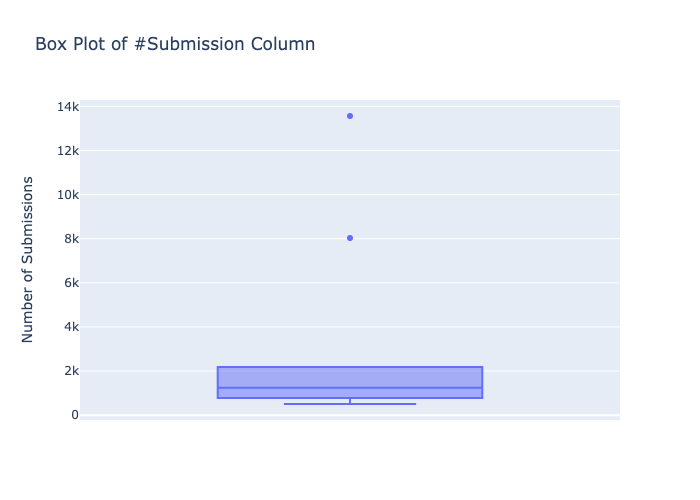 Box Plot of #Submission Column
Number of Submissions
14k
12k
10k
8k
6k
4k
2k
0